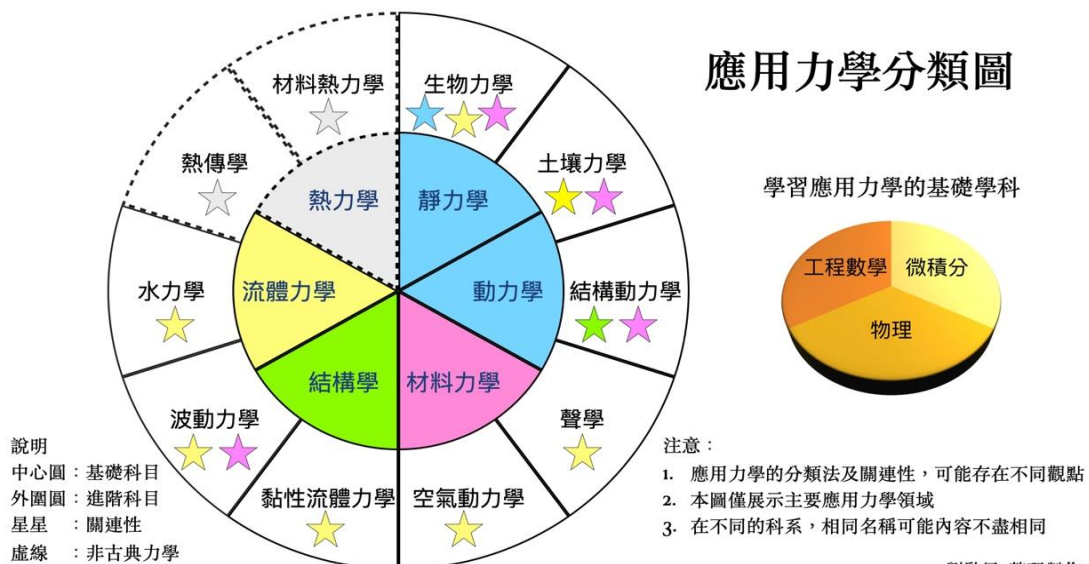 應用力學分類圖
材料熱力學
生物力學
熱傳學
土壤力學
熱力學
靜力學
水力學
流體力學
動力學
結構動力學
結構學
材料力學
波動力學
聲學
黏性流體力學
空氣動力學
學習應用力學的基礎學科
工程數學
微積分
物理
說明
中心圓：基礎科目
外圍圓：進階科目
星星 ：關連性
虛線 ：非古典力學
注意：
1. 應用力學的分類法及關連性，可能存在不同觀點
2. 本圖僅展示主要應用力學領域
3. 在不同的科系，相同名稱可能內容不盡相同